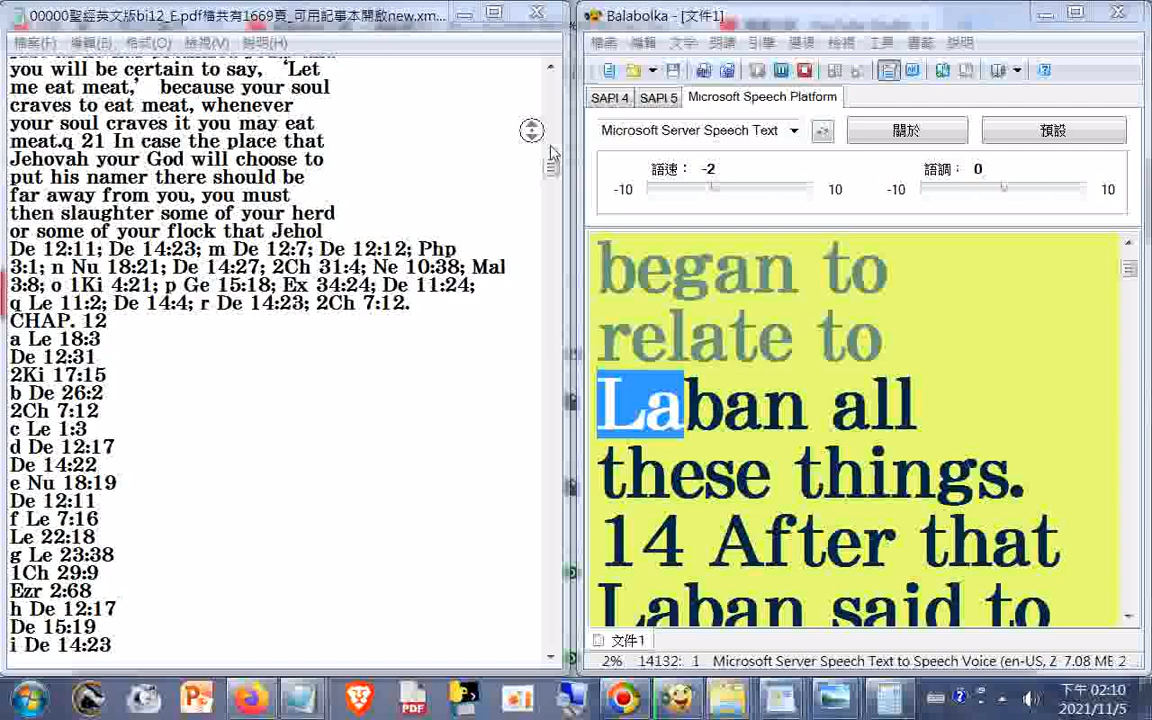 00000聖經英文版bi12_E.pdf檔共有1669頁_可用記事本開啟new.xm...
檔案(F) 編輯(E) 格式(O) 檢視(V) 說明(H)
you will be certain to say, ‘Let
me eat meat,’ because your soul
craves to eat meat, whenever
your soul craves it you may eat
meat.q 21 In case the place that
Jehovah your God will choose to
put his namer there should be
far away from you, you must
then slaughter some of your herd
or some of your flock that Jehol
De 12:11; De 14:23; m De 12:7; De 12:12; Php
3:1; n Nu 18:21; De 14:27; 2Ch 31:4; Ne 10:38; Mal
3:8; o 1Ki 4:21; p Ge 15:18; Ex 34:24; De 11:24;
q Le 11:2; De 14:4; r De 14:23; 2Ch 7:12.
CHAP. 12
a Le 18:3
De 12:31
2Ki 17:15
b De 26:2
2Ch 7:12
c Le 1:3
d De 12:17
De 14:22
e Nu 18:19
De 12:11
f Le 7:16
Le 22:18
g Le 23:38
1Ch 29:9
Ezr 2:68
h De 12:17
De 15:19
i De 14:23
Balabolka - [文件1]
檔案 編輯 文字 朗讀 引擎 選項 檢視 工具 書籤 說明
SAPI 4 SAPI 5 Microsoft Speech Platform
Microsoft Server Speech Text 關於 預設
語速： -2 語調： 0
-10 10 -10 10
began to
relate to
Laban all
these things.
14 After that
Laban said to
文件1
2% 14132: 1 Microsoft Server Speech Text to Speech Voice (en-US, Z 7.08 ME 2
PDF
下午 02:10
2021/11/5